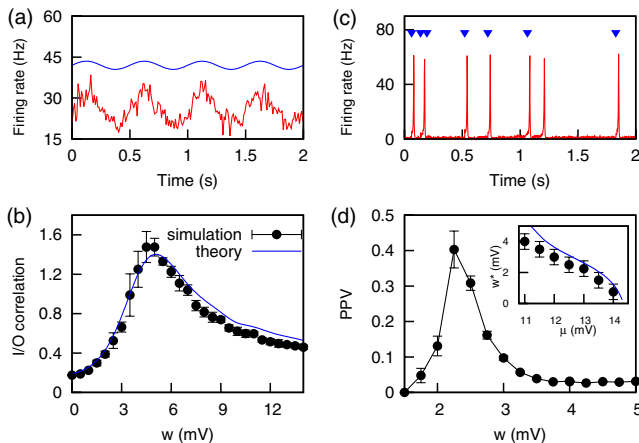 (a)
60
45
30
15
Firing rate (Hz)
0 0.5 1 1.5 2
Time (s)
(c)
80
40
0
Firing rate (Hz)
0 0.5 1 1.5 2
Time (s)
(b)
1.6
1.2
0.8
0.4
0
I/O correlation
simulation
theory
0 3 6 9 12
w (mV)
(d)
0.5
0.4
0.3
0.2
0.1
0
PPV
w* (mV)
4
2
0
11 12 13 14
μ (mV)
2 3 4 5
w (mV)